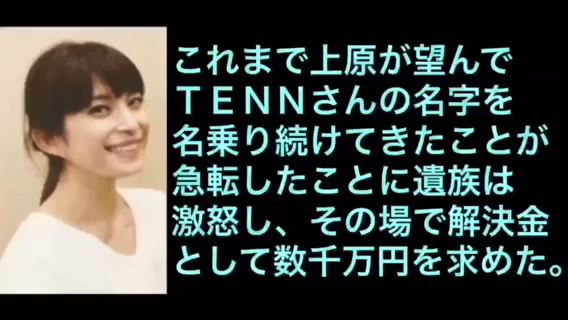 これまで上原が望んで
ＴＥＮＮさんの名字を
名乗り続けてきたことが
急転したことに遺族は
激怒し、その場で解決金
として数千万円を求めた。